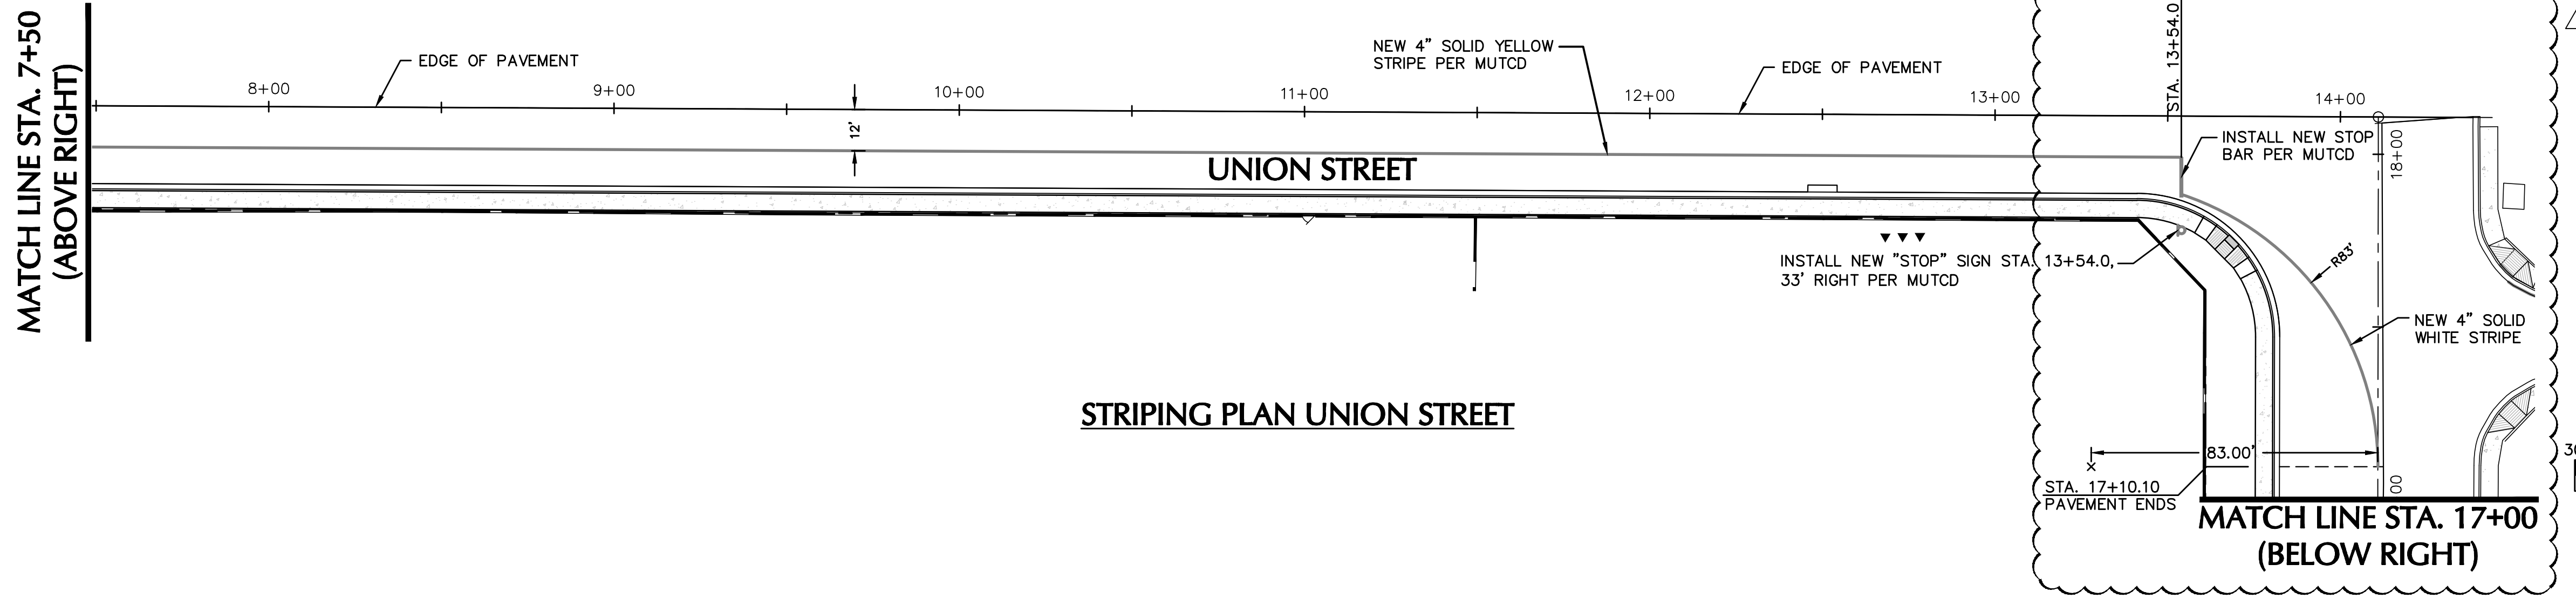 MATCH LINE STA. 7+50
(ABOVE RIGHT)
EDGE OF PAVEMENT
8+00
9+00
12'
10+00
11+00
NEW 4" SOLID YELLOW
STRIPE PER MUTCD
12+00
EDGE OF PAVEMENT
13+00
STA. 13+54.0
14+00
UNION STREET
INSTALL NEW STOP
BAR PER MUTCD
18+00
INSTALL NEW "STOP" SIGN STA. 13+54.0,
33' RIGHT PER MUTCD
R83'
NEW 4" SOLID
WHITE STRIPE
STRIPING PLAN UNION STREET
83.00'
STA. 17+10.10
PAVEMENT ENDS
00
MATCH LINE STA. 17+00
(BELOW RIGHT)